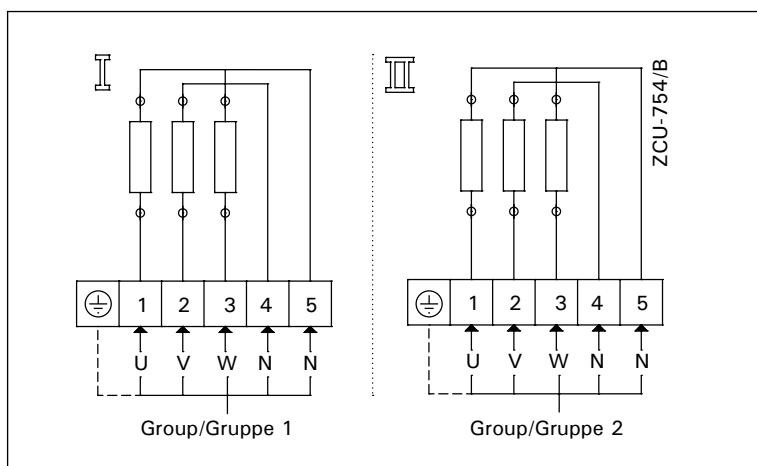 I
II
ZCU-754/B
1 2 3 4 5
U V W N N
Group/Gruppe 1
1 2 3 4 5
U V W N N
Group/Gruppe 2